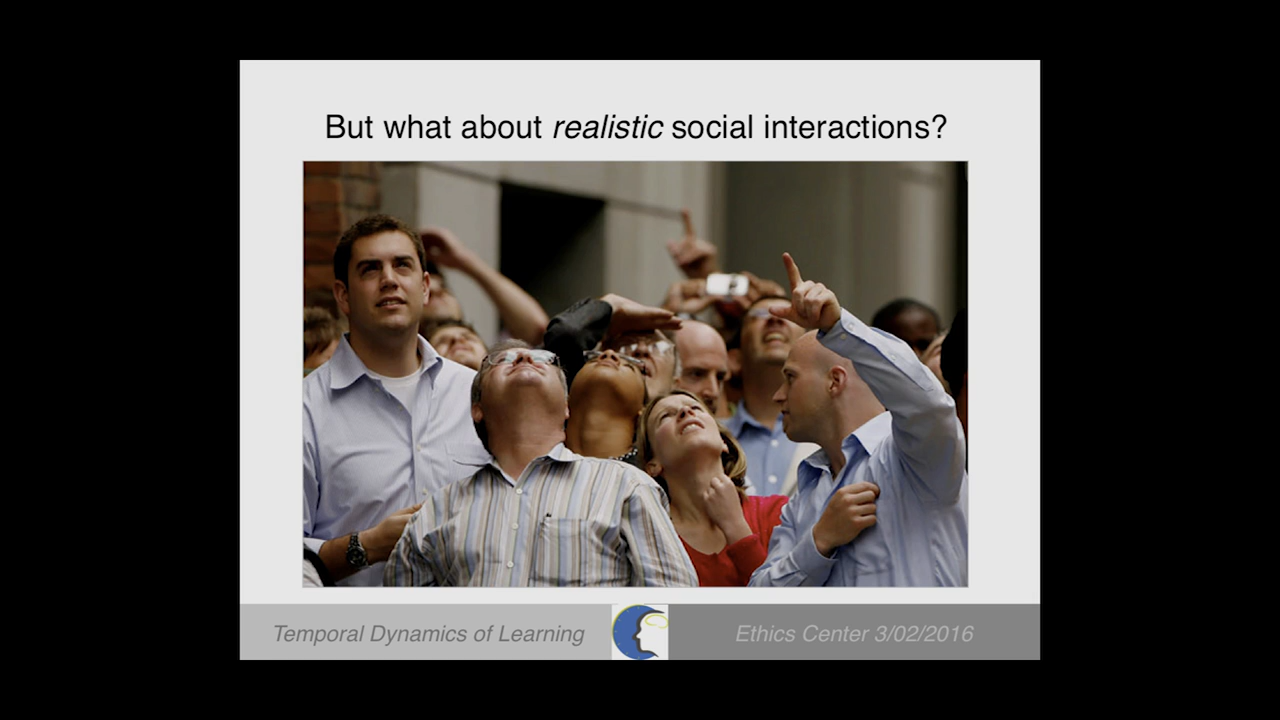 But what about realistic social interactions?
Temporal Dynamics of Learning
Ethics Center 3/02/2016